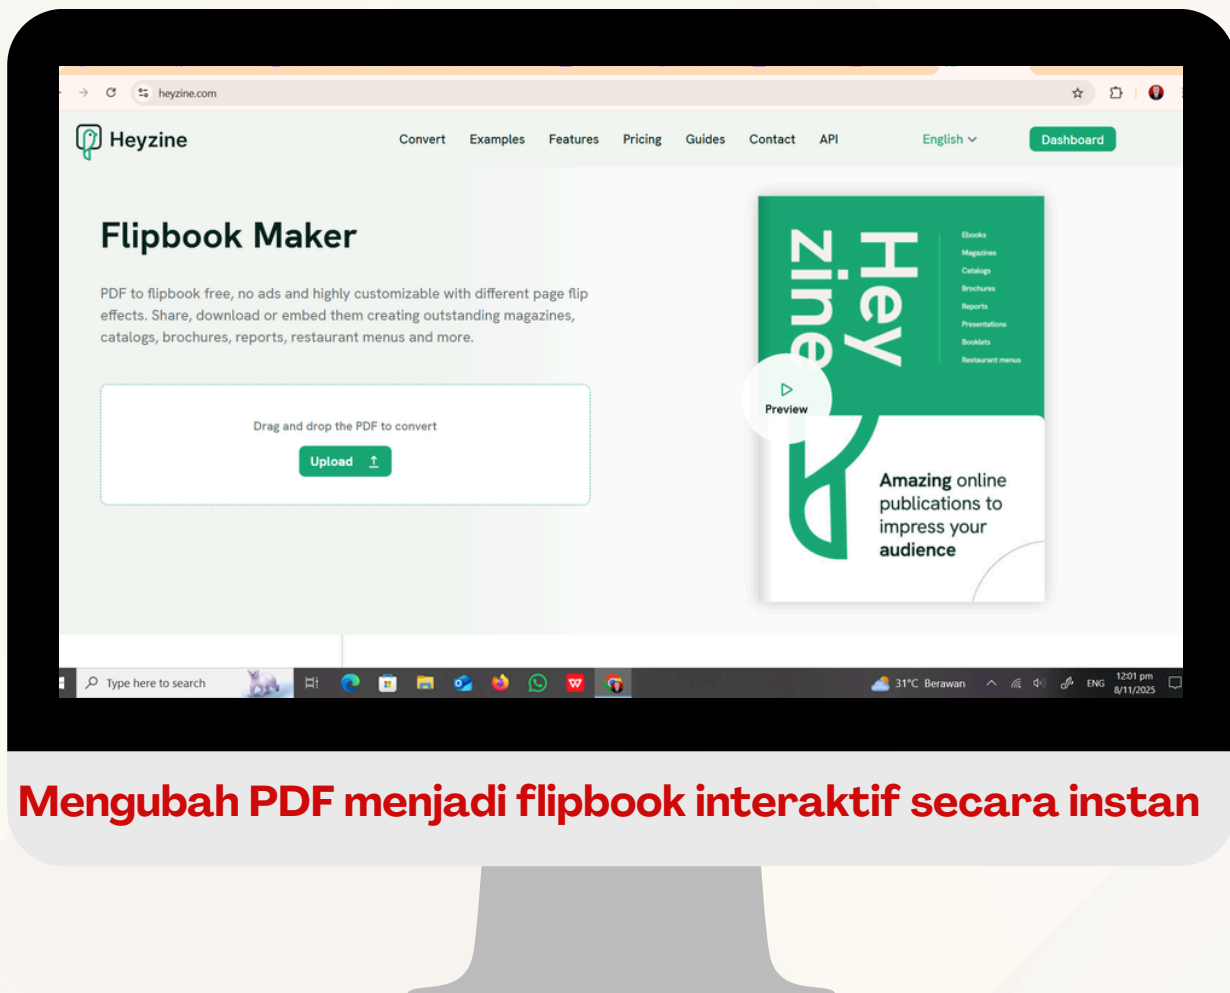 heyzine.com
Heyzine
Convert Examples Features Pricing Guides Contact API English Dashboard
Flipbook Maker
PDF to flipbook free, no ads and highly customizable with different page flip
effects. Share, download or embed them creating outstanding magazines,
catalogs, brochures, reports, restaurant menus and more.
Drag and drop the PDF to convert
Upload
Hey
zine
Ebooks
Magazines
Catalogs
Brochures
Reports
Presentations
Booklets
Restaurant menus
Preview
Amazing online
publications to
impress your
audience
Type here to search
31°C Berawan
ENG
12:01 pm
8/11/2025
Mengubah PDF menjadi flipbook interaktif secara instan